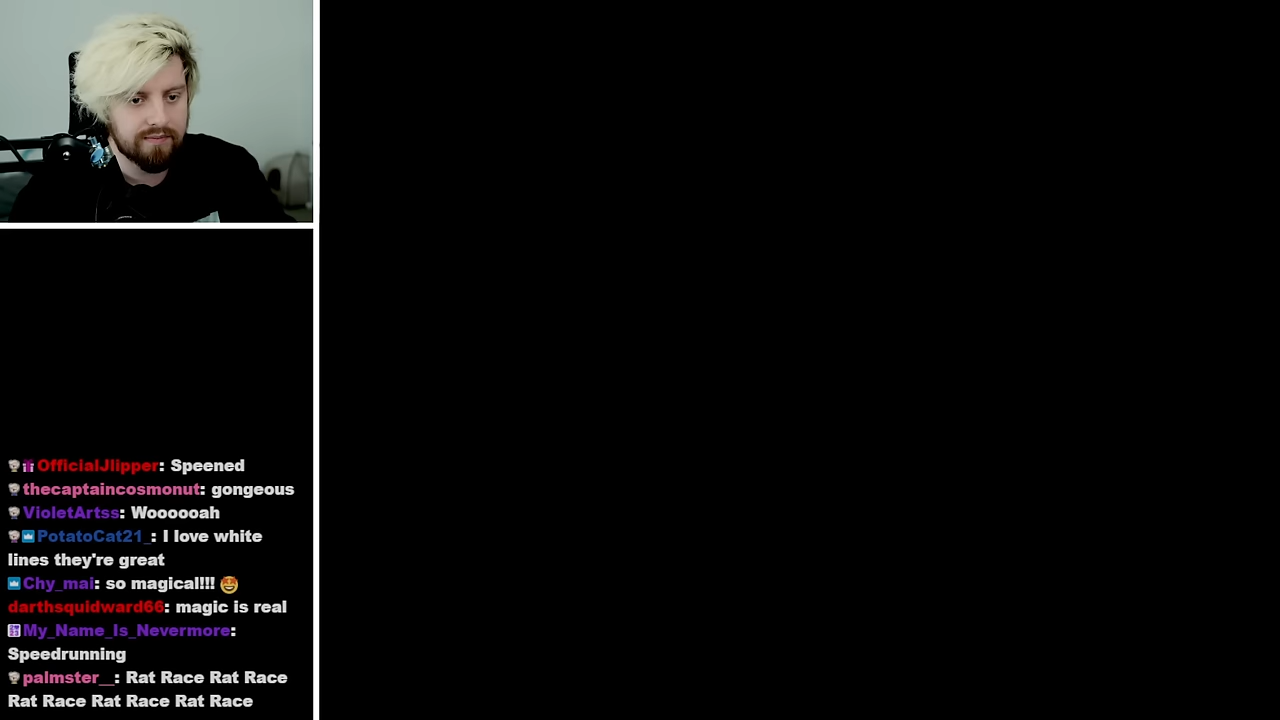 OfficialJlipper: Speened
thecaptaincosmonut: gongeous
VioletArtss: Woooooah
PotatoCat21_: I love white
lines they're great
Chy_mai: so magical!!!
darthsquidward66: magic is real
My_Name_Is_Nevermore:
Speedrunning
palmster__: Rat Race Rat Race
Rat Race Rat Race Rat Race